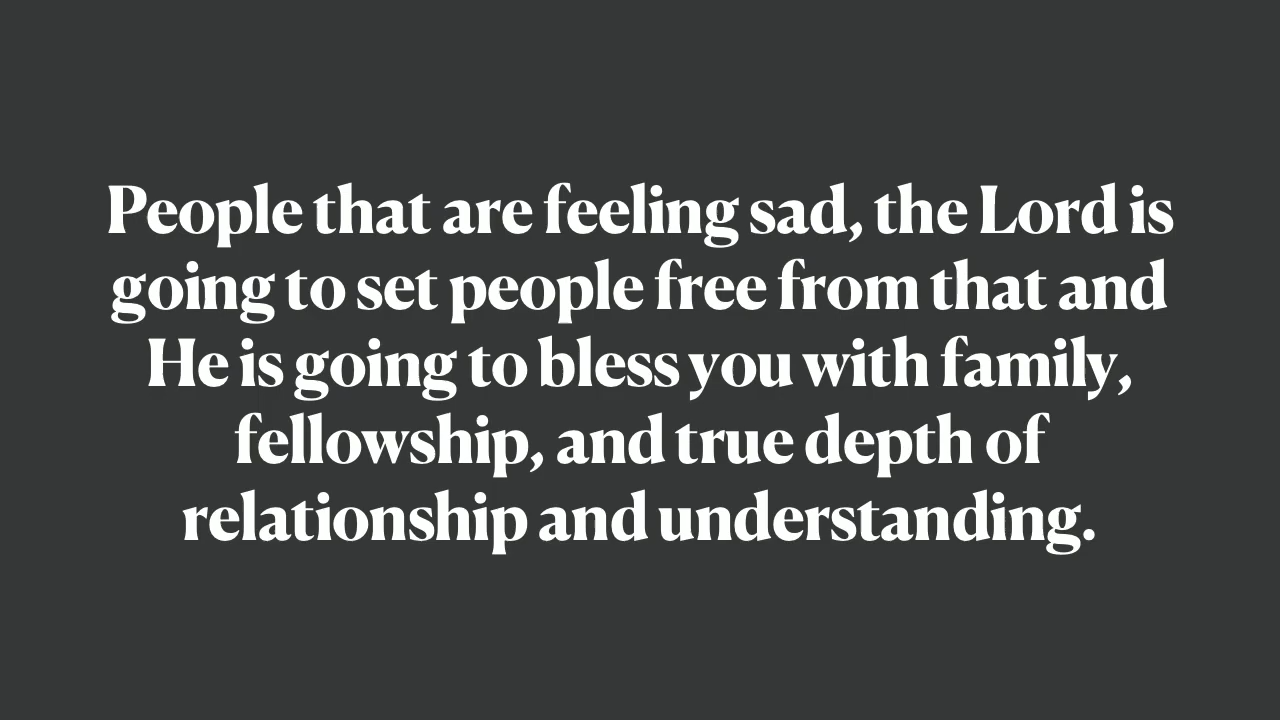 People that are feeling sad, the Lord is
going to set people free from that and
He is going to bless you with family,
fellowship, and true depth of
relationship and understanding.